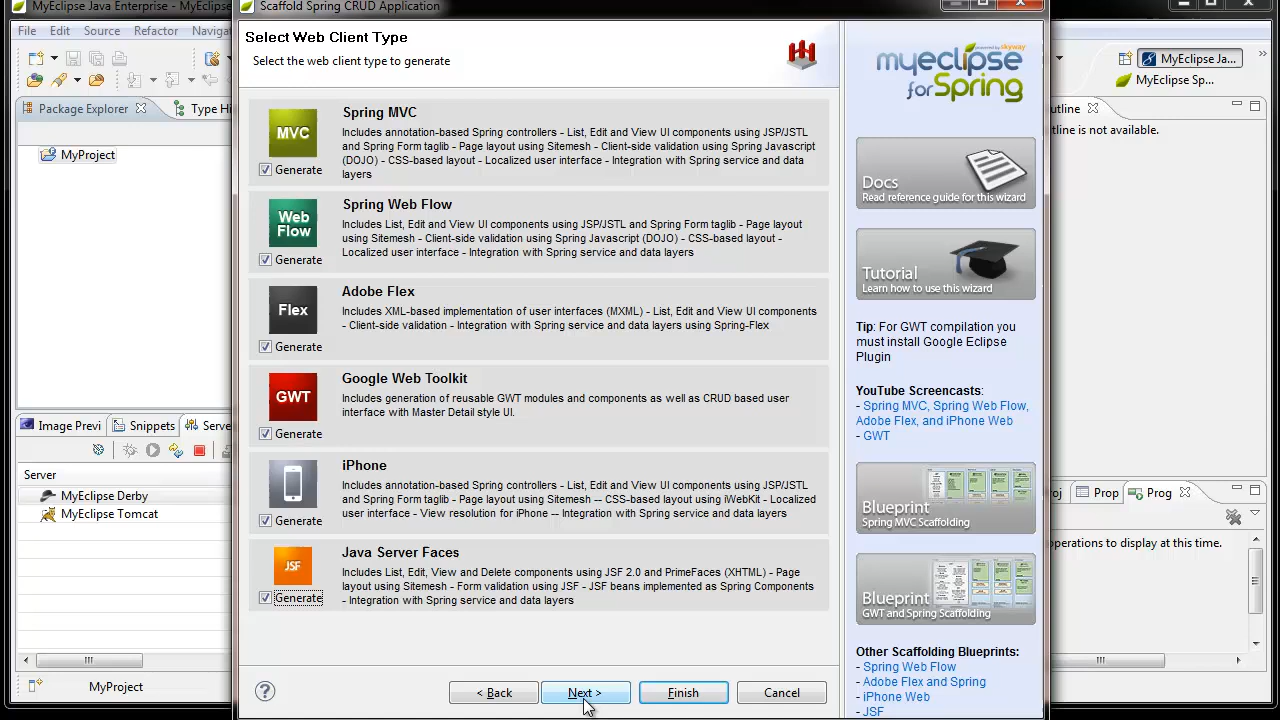 MyEclipse Java Enterprise - MyEclipse
Scaffold Spring CRUD Application
File Edit Source Refactor Naviga
Select Web Client Type
Select the web client type to generate
Package Explorer
Type Hi
MyProject
MVC
Generate
Spring MVC
Includes annotation-based Spring controllers - List, Edit and View UI components using JSP/JSTL
and Spring Form taglib - Page layout using Sitemesh - Client-side validation using Spring Javascript
(DOJO) - CSS-based layout - Localized user interface - Integration with Spring service and data
layers
Web
Flow
Generate
Spring Web Flow
Includes List, Edit and View UI components using JSP/JSTL and Spring Form taglib - Page layout
using Sitemesh - Client-side validation using Spring Javascript (DOJO) - CSS-based layout -
Localized user interface - Integration with Spring service and data layers
Flex
Generate
Adobe Flex
Includes XML-based implementation of user interfaces (MXML) - List, Edit and View UI Components
- Client-side validation - Integration with Spring service and data layers using Spring-Flex
GWT
Generate
Google Web Toolkit
Includes generation of reusable GWT modules and components as well as CRUD based user
interface with Master Detail style UI.
Generate
iPhone
Includes annotation-based Spring controllers - List, Edit and View UI components using JSP/JSTL
and Spring Form taglib - Page layout using Sitemesh -- CSS-based layout using iWebKit - Localized
user interface - View resolution for iPhone -- Integration with Spring service and data layers
JSF
Generate
Java Server Faces
Includes List, Edit, View and Delete components using JSF 2.0 and PrimeFaces (XHTML) - Page
layout using Sitemesh - Form validation using JSF - JSF beans implemented as Spring Components
- Integration with Spring service and data layers
< Back
Next >
Finish
Cancel
powered by skyway
myeclipse
for Spring
Docs
Read reference guide for this wizard
Tutorial
Learn how to use this wizard
Tip: For GWT compilation you
must install Google Eclipse
Plugin
YouTube Screencasts:
- Spring MVC, Spring Web Flow,
Adobe Flex, and iPhone Web
- GWT
Blueprint
Spring MVC Scaffolding
Blueprint
GWT and Spring Scaffolding
Other Scaffolding Blueprints:
- Spring Web Flow
- Adobe Flex and Spring
- iPhone Web
- JSF
Image Previ
Snippets
Serve
Server
MyEclipse Derby
MyEclipse Tomcat
MyProject
MyEclipse Ja...
MyEclipse Sp...
utline
tline is not available.
oj
Prop
Prog
operations to display at this time.